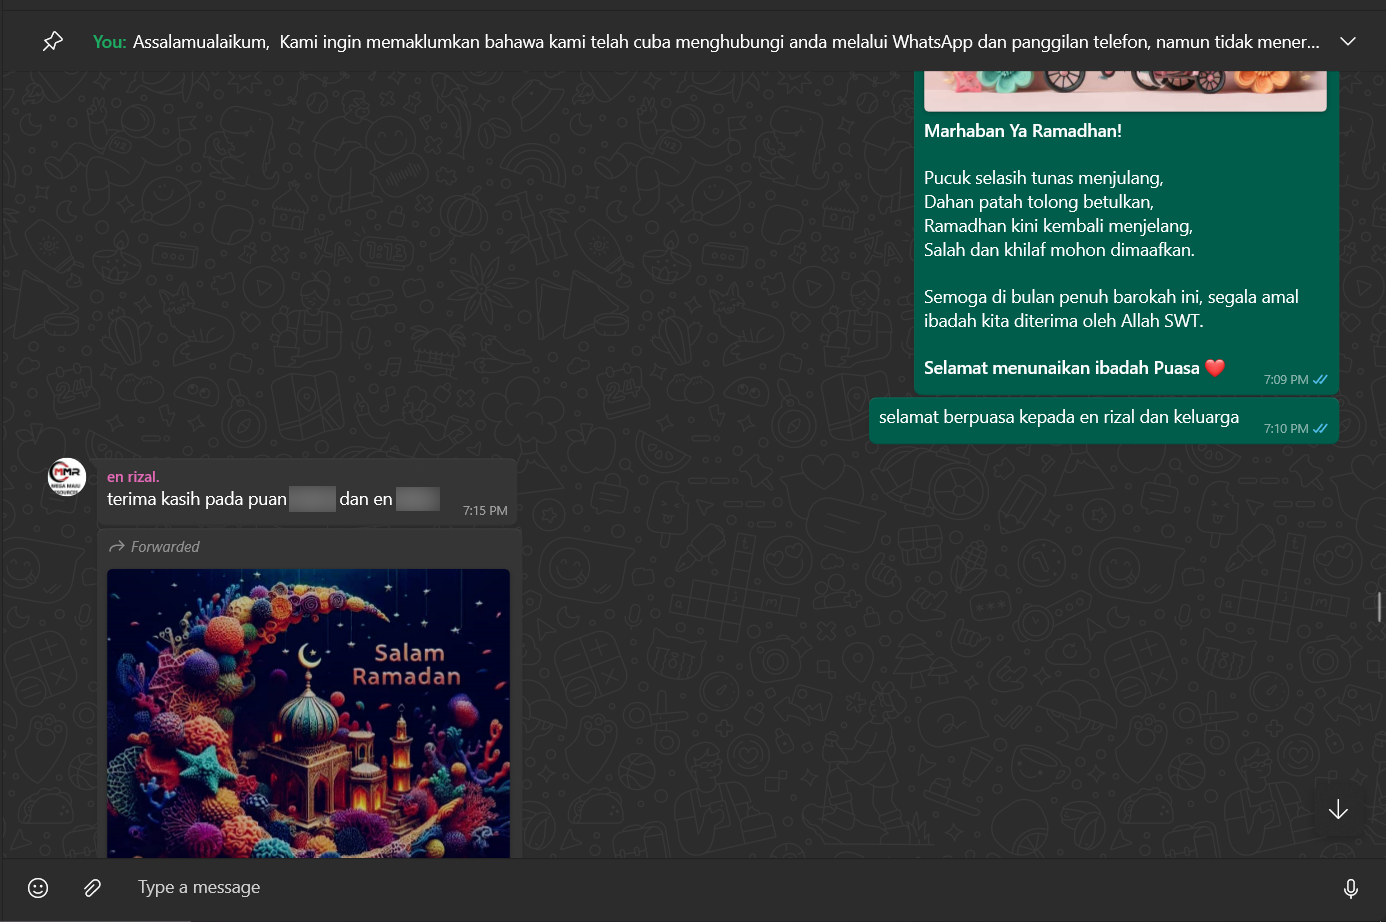 You: Assalamualaikum,  Kami ingin memaklumkan bahawa kami telah cuba menghubungi anda melalui WhatsApp dan panggilan telefon, namun tidak mener...
Marhaban Ya Ramadhan!
Pucuk selasih tunas menjulang,
Dahan patah tolong betulkan,
Ramadhan kini kembali menjelang,
Salah dan khilaf mohon dimaafkan.
Semoga di bulan penuh barokah ini, segala amal
ibadah kita diterima oleh Allah SWT.
Selamat menunaikan ibadah Puasa ❤️
7:09 PM
selamat berpuasa kepada en rizal dan keluarga
7:10 PM
MMR
MEGA MAJU
en rizal.
terima kasih pada puan dan en
7:15 PM
Forwarded
Salam
Ramadan
Type a message